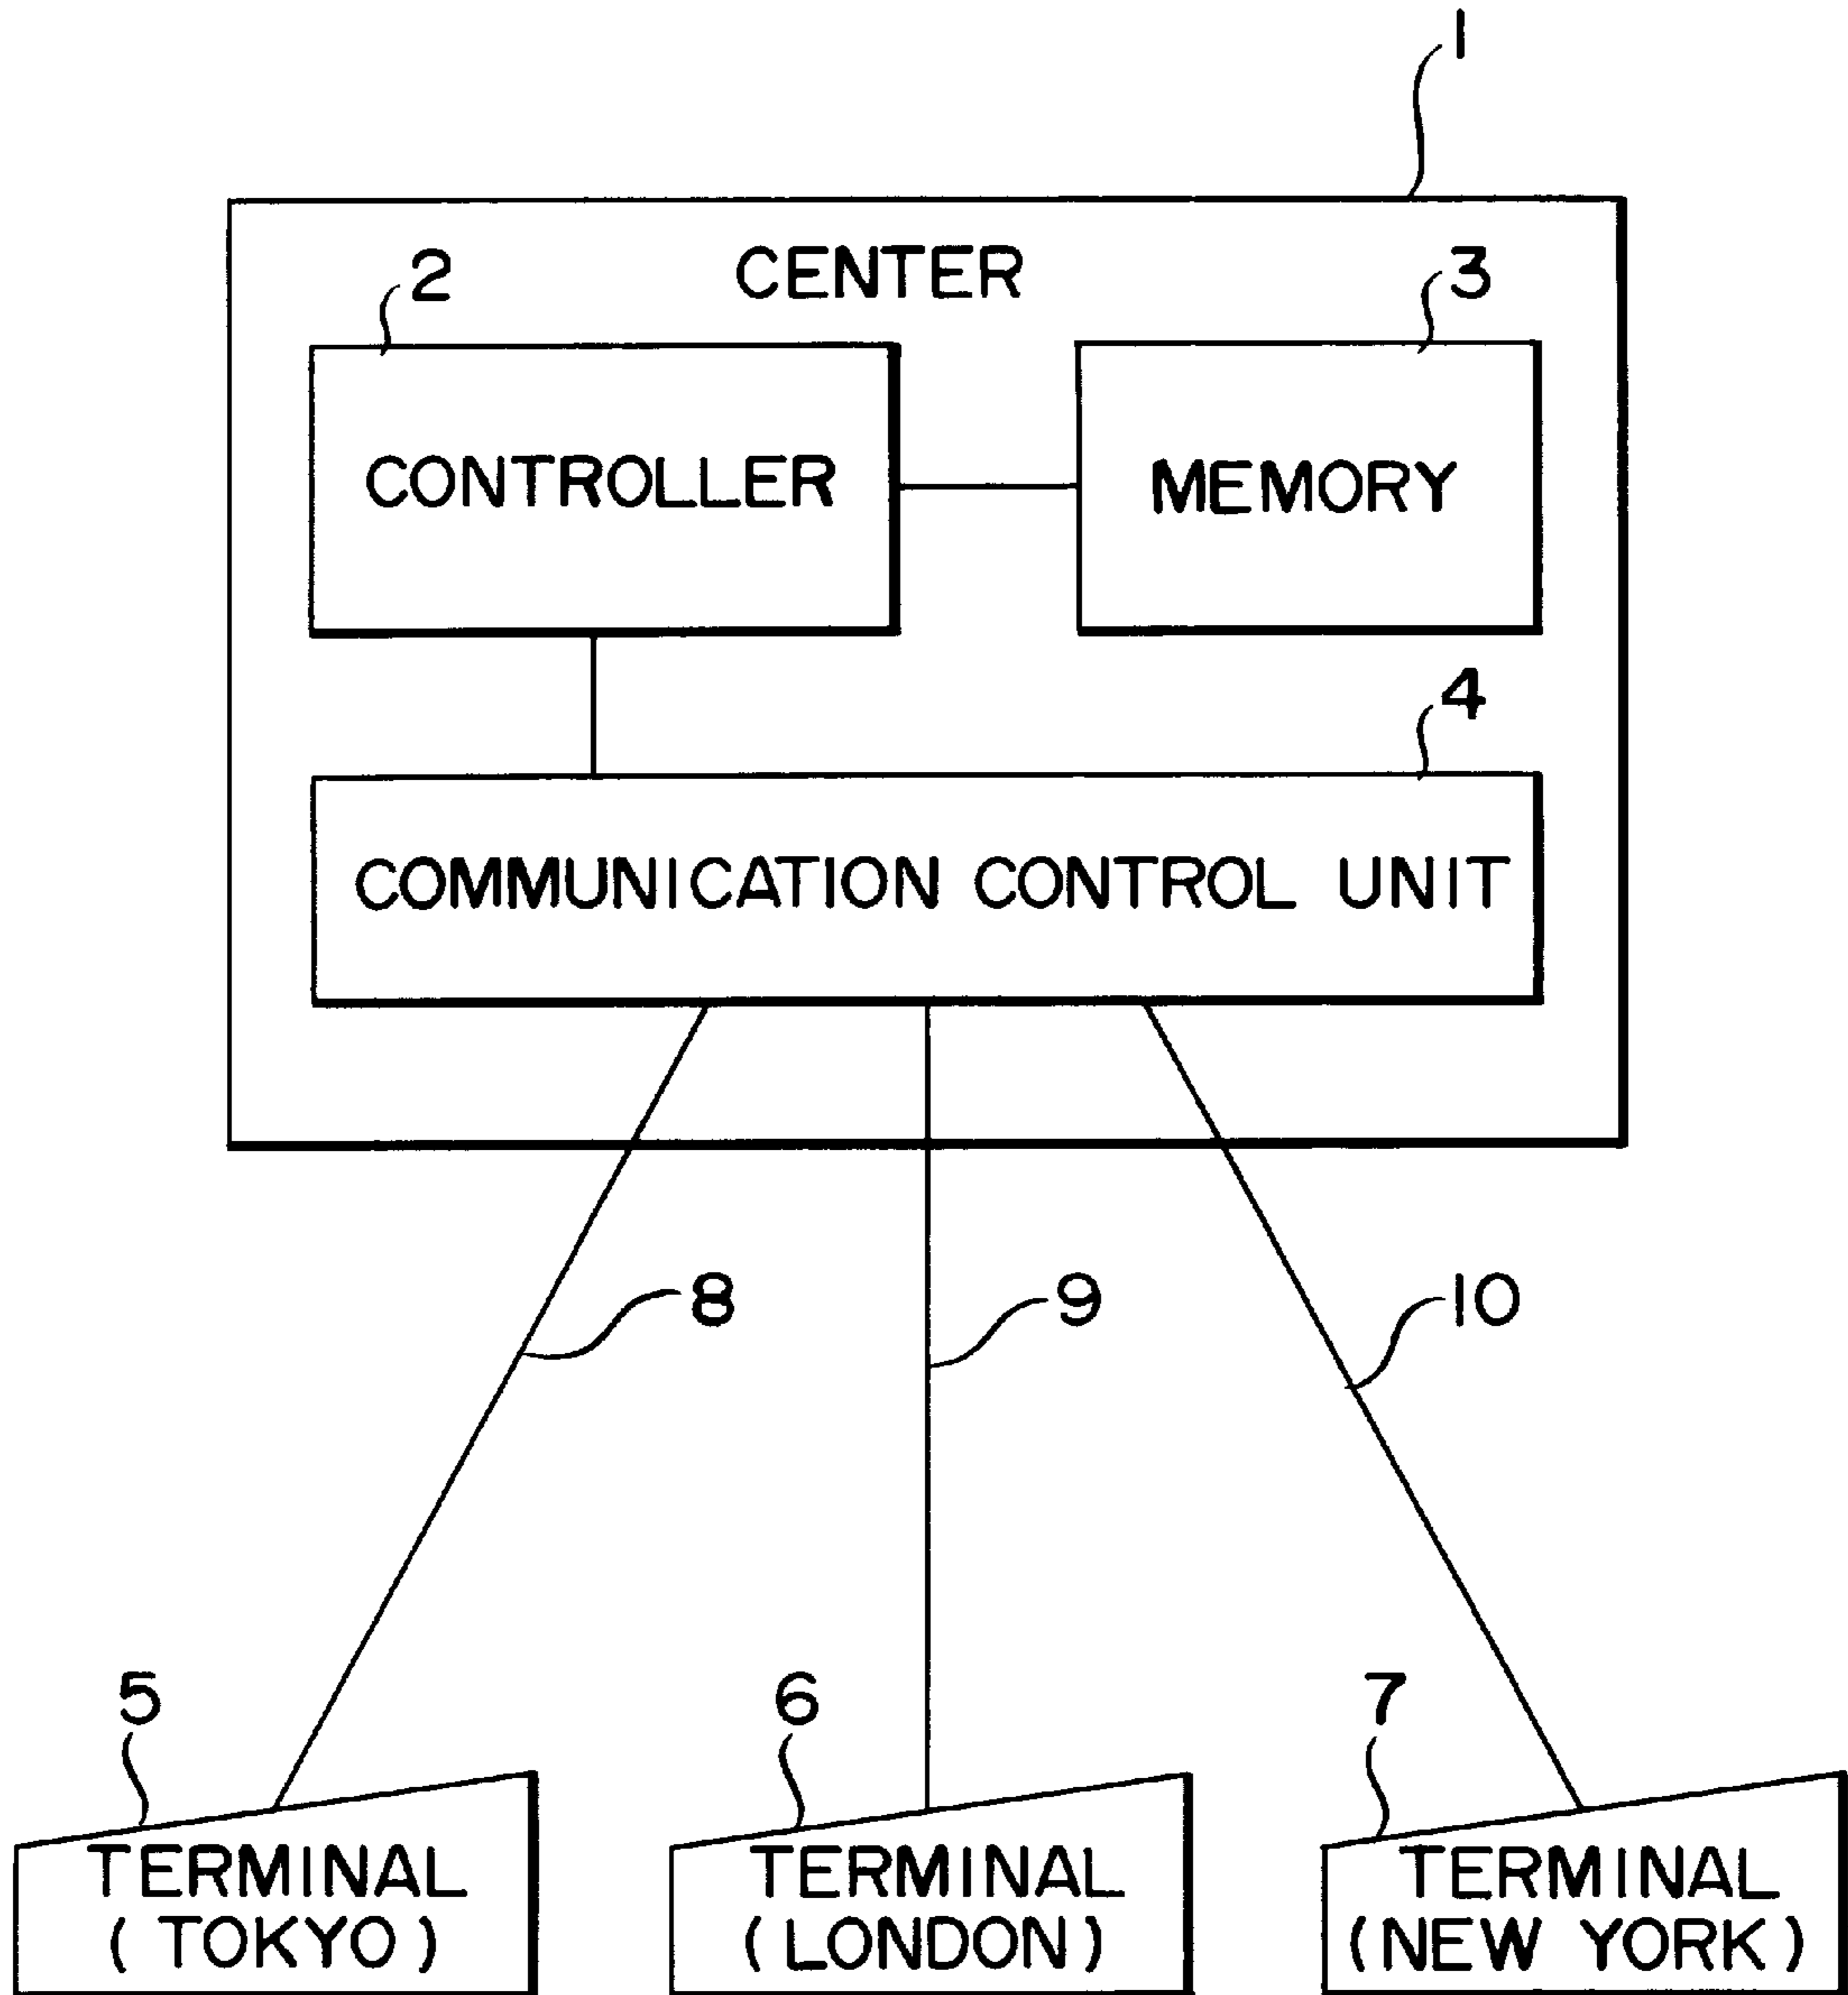 1
CENTER
2
3
CONTROLLER
MEMORY
4
COMMUNICATION CONTROL UNIT
8
9
10
5
6
7
TERMINAL
(TOKYO)
TERMINAL
(LONDON)
TERMINAL
(NEW YORK)